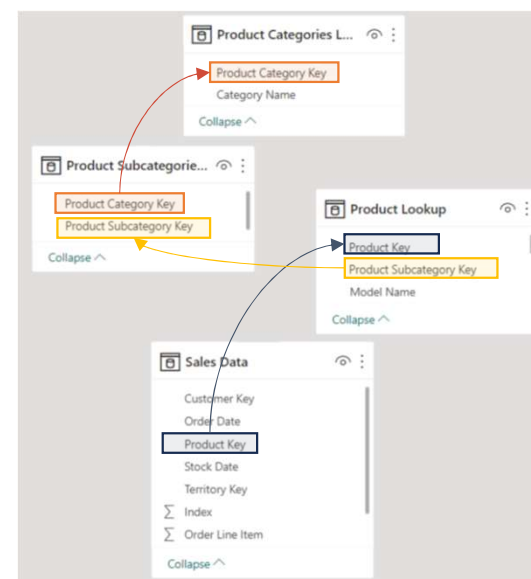 Product Categories L...
Product Category Key
Category Name
Collapse
Product Subcategorie...
Product Category Key
Product Subcategory Key
Collapse
Product Lookup
Product Key
Product Subcategory Key
Model Name
Collapse
Sales Data
Customer Key
Order Date
Product Key
Stock Date
Territory Key
Σ Index
Σ Order Line Item
Collapse